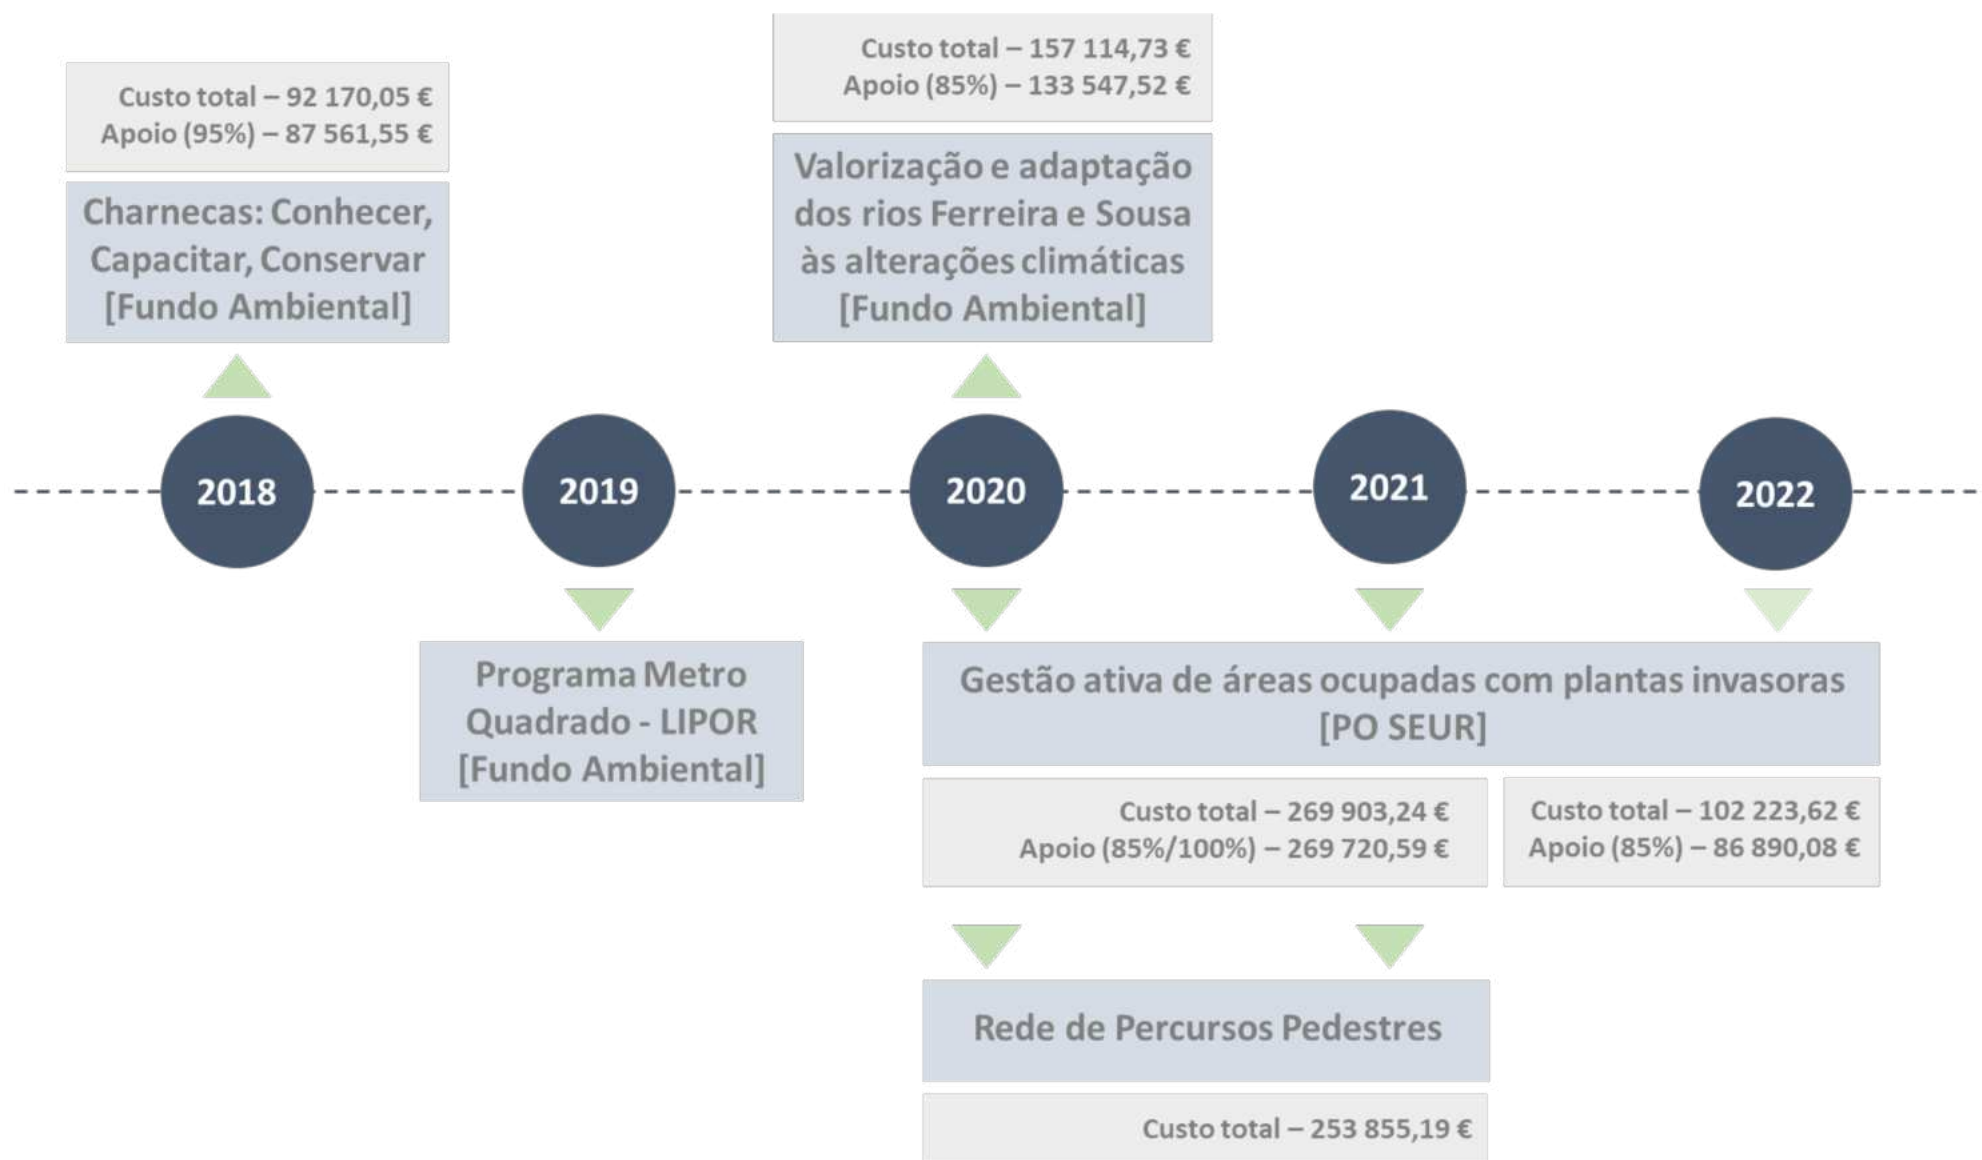 Custo total – 92 170,05 €
Apoio (95%) – 87 561,55 €
Charnecas: Conhecer,
Capacitar, Conservar
[Fundo Ambiental]
Custo total – 157 114,73 €
Apoio (85%) – 133 547,52 €
Valorização e adaptação
dos rios Ferreira e Sousa
às alterações climáticas
[Fundo Ambiental]
2018
2019
2020
2021
2022
Programa Metro
Quadrado - LIPOR
[Fundo Ambiental]
Gestão ativa de áreas ocupadas com plantas invasoras
[PO SEUR]
Custo total – 269 903,24 €
Apoio (85%/100%) – 269 720,59 €
Custo total – 102 223,62 €
Apoio (85%) – 86 890,08 €
Rede de Percursos Pedestres
Custo total – 253 855,19 €